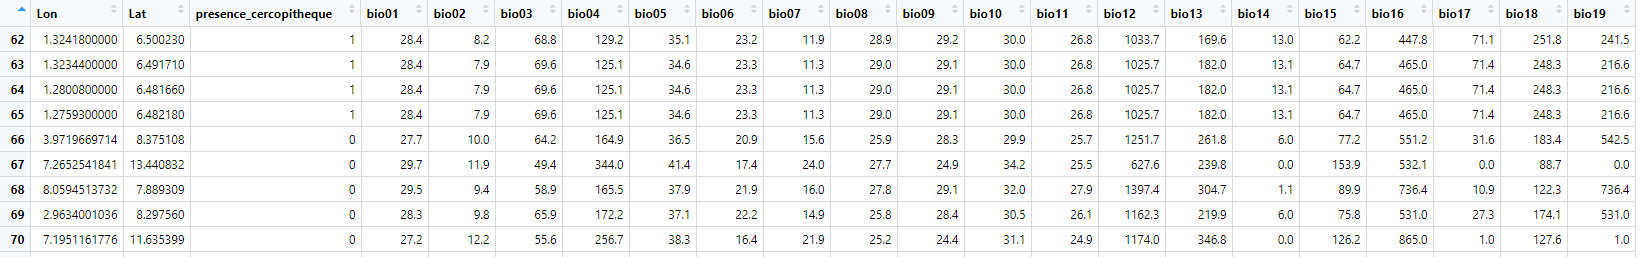 Lon Lat presence_cercopitheque bio01 bio02 bio03 bio04 bio05 bio06 bio07 bio08 bio09 bio10 bio11 bio12 bio13 bio14 bio15 bio16 bio17 bio18 bio19
62 1.3241800000 6.500230 1 28.4 8.2 68.8 129.2 35.1 23.2 11.9 28.9 29.2 30.0 26.8 1033.7 169.6 13.0 62.2 447.8 71.1 251.8 241.5
63 1.3234400000 6.491710 1 28.4 7.9 69.6 125.1 34.6 23.3 11.3 29.0 29.1 30.0 26.8 1025.7 182.0 13.1 64.7 465.0 71.4 248.3 216.6
64 1.2800800000 6.481660 1 28.4 7.9 69.6 125.1 34.6 23.3 11.3 29.0 29.1 30.0 26.8 1025.7 182.0 13.1 64.7 465.0 71.4 248.3 216.6
65 1.2759300000 6.482180 1 28.4 7.9 69.6 125.1 34.6 23.3 11.3 29.0 29.1 30.0 26.8 1025.7 182.0 13.1 64.7 465.0 71.4 248.3 216.6
66 3.9719669714 8.375108 0 27.7 10.0 64.2 164.9 36.5 20.9 15.6 25.9 28.3 29.9 25.7 1251.7 261.8 6.0 77.2 551.2 31.6 183.4 542.5
67 7.2652541841 13.440832 0 29.7 11.9 49.4 344.0 41.4 17.4 24.0 27.7 24.9 34.2 25.5 627.6 239.8 0.0 153.9 532.1 0.0 88.7 0.0
68 8.0594513732 7.889309 0 29.5 9.4 58.9 165.5 37.9 21.9 16.0 27.8 29.1 32.0 27.9 1397.4 304.7 1.1 89.9 736.4 10.9 122.3 736.4
69 2.9634001036 8.297560 0 28.3 9.8 65.9 172.2 37.1 22.2 14.9 25.8 28.4 30.5 26.1 1162.3 219.9 6.0 75.8 531.0 27.3 174.1 531.0
70 7.1951161776 11.635399 0 27.2 12.2 55.6 256.7 38.3 16.4 21.9 25.2 24.4 31.1 24.9 1174.0 346.8 0.0 126.2 865.0 1.0 127.6 1.0